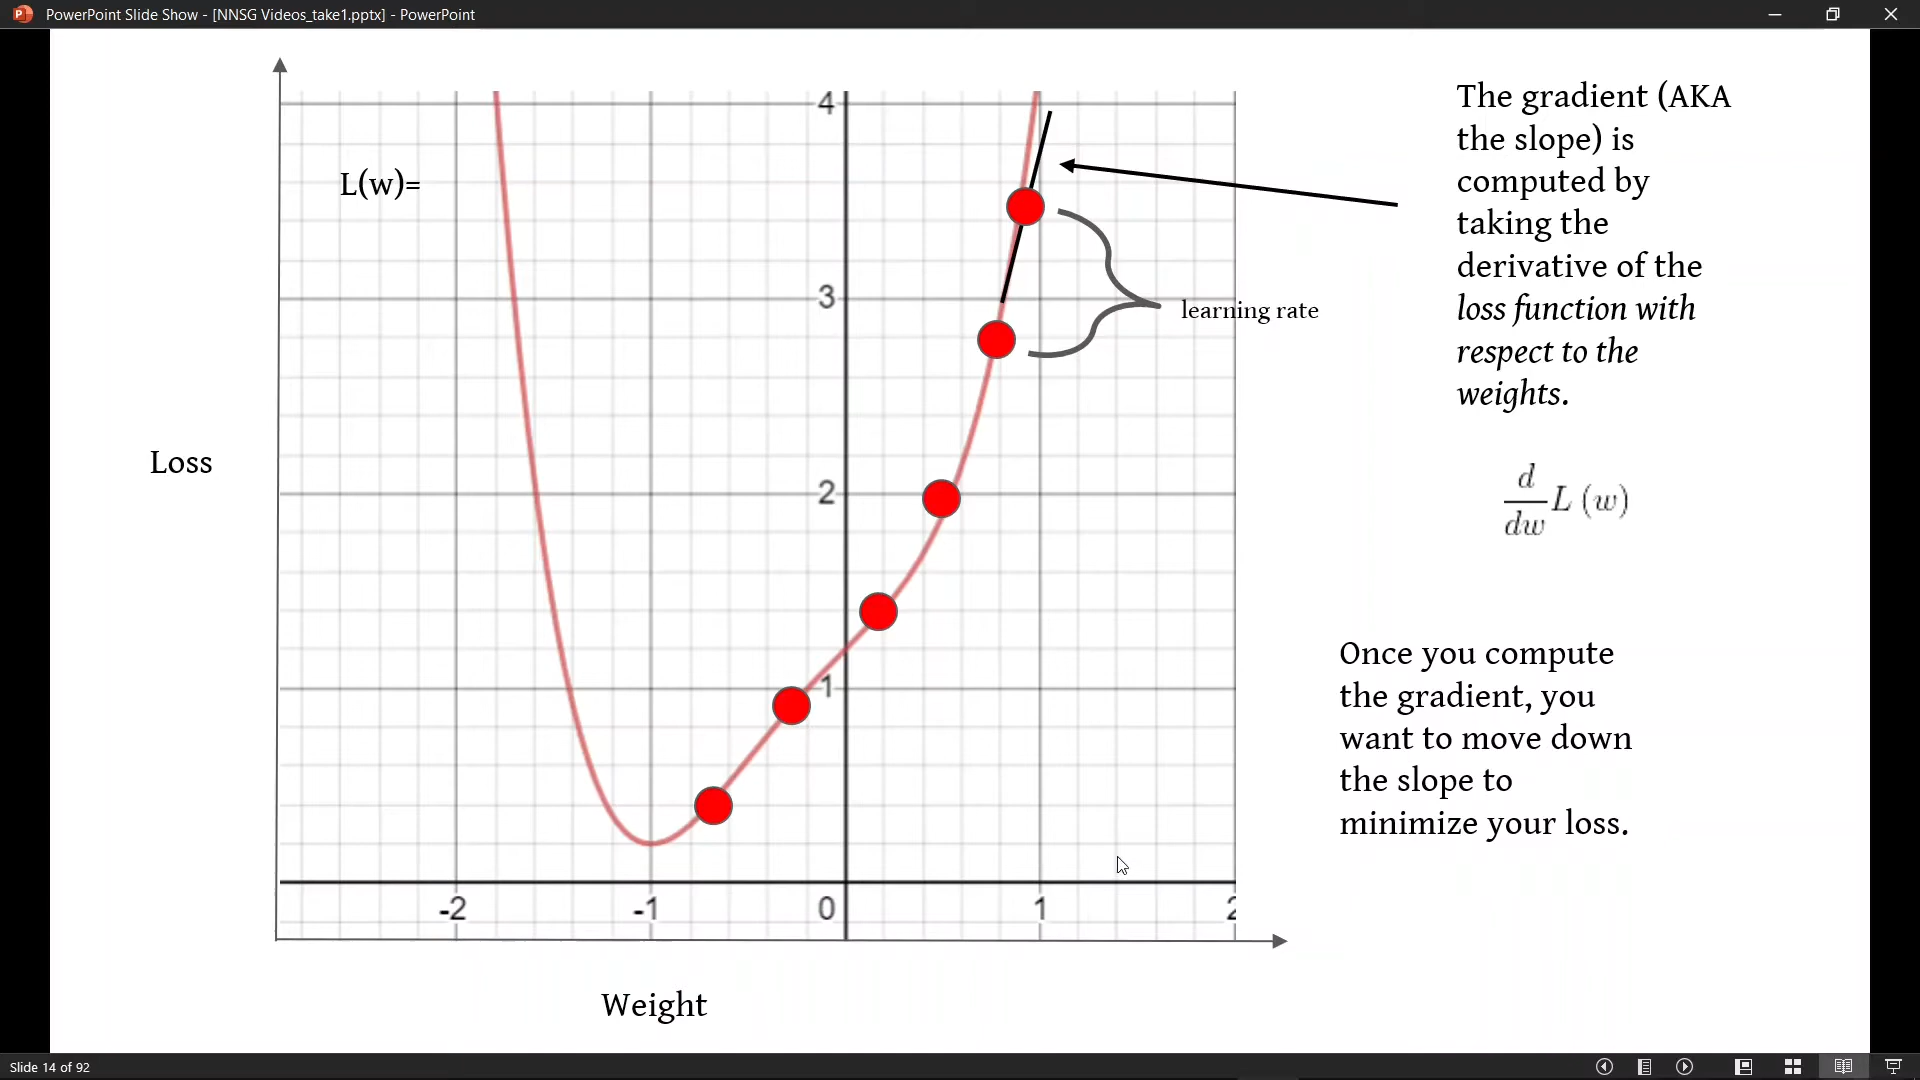 PowerPoint Slide Show - [NNSG Videos_take1.pptx] - PowerPoint
The gradient (AKA
the slope) is
computed by
taking the
derivative of the
loss function with
respect to the
weights.
d/dw L (w)
Once you compute
the gradient, you
want to move down
the slope to
minimize your loss.
L(w)=
4
3
learning rate
Loss
2
1
-2 -1 0 1 2
Weight
Slide 14 of 92